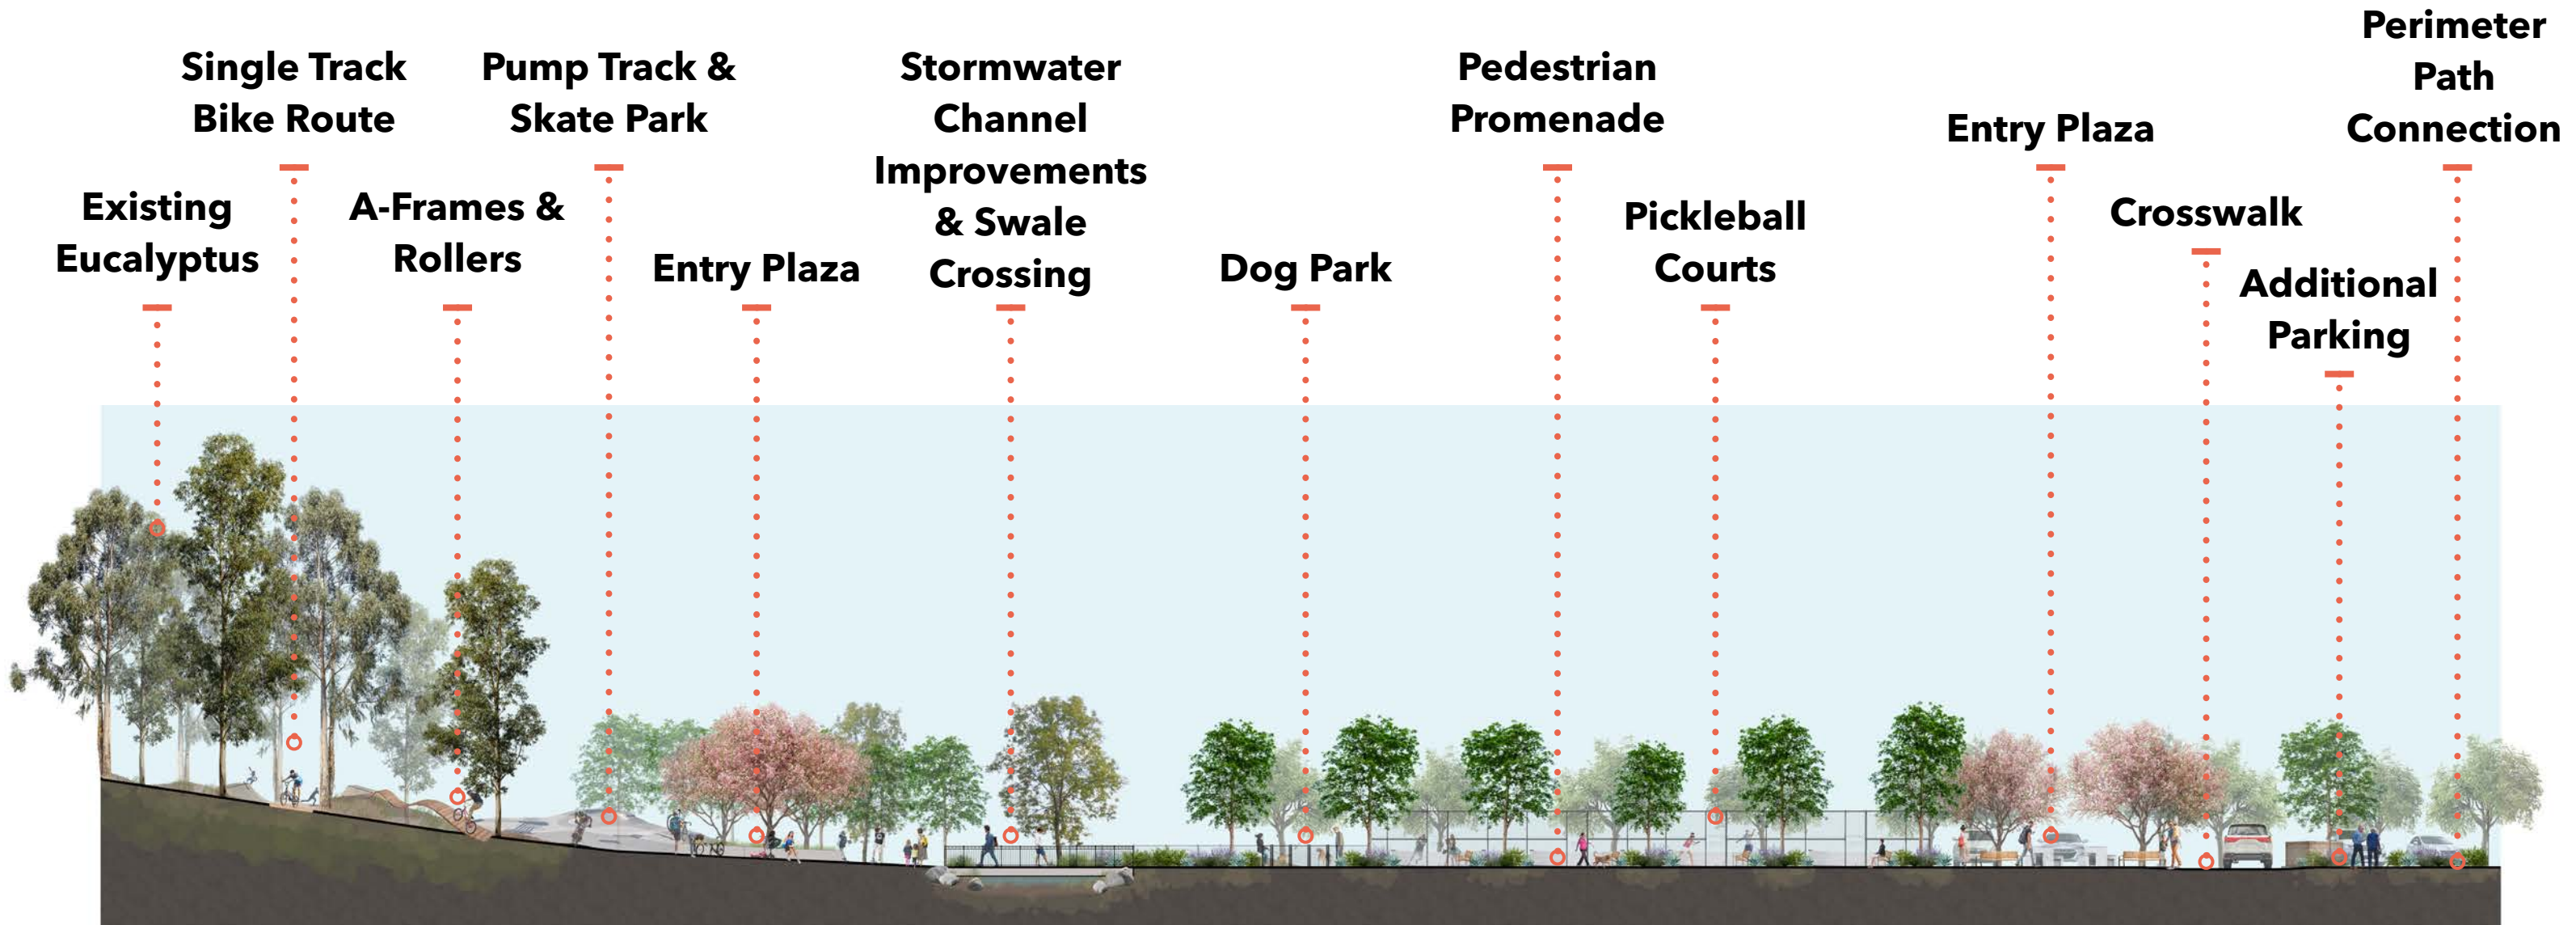 Existing
Eucalyptus
Single Track
Bike Route
A-Frames &
Rollers
Pump Track &
Skate Park
Entry Plaza
Stormwater
Channel
Improvements
& Swale
Crossing
Dog Park
Pedestrian
Promenade
Pickleball
Courts
Entry Plaza
Crosswalk
Additional
Parking
Perimeter
Path
Connection